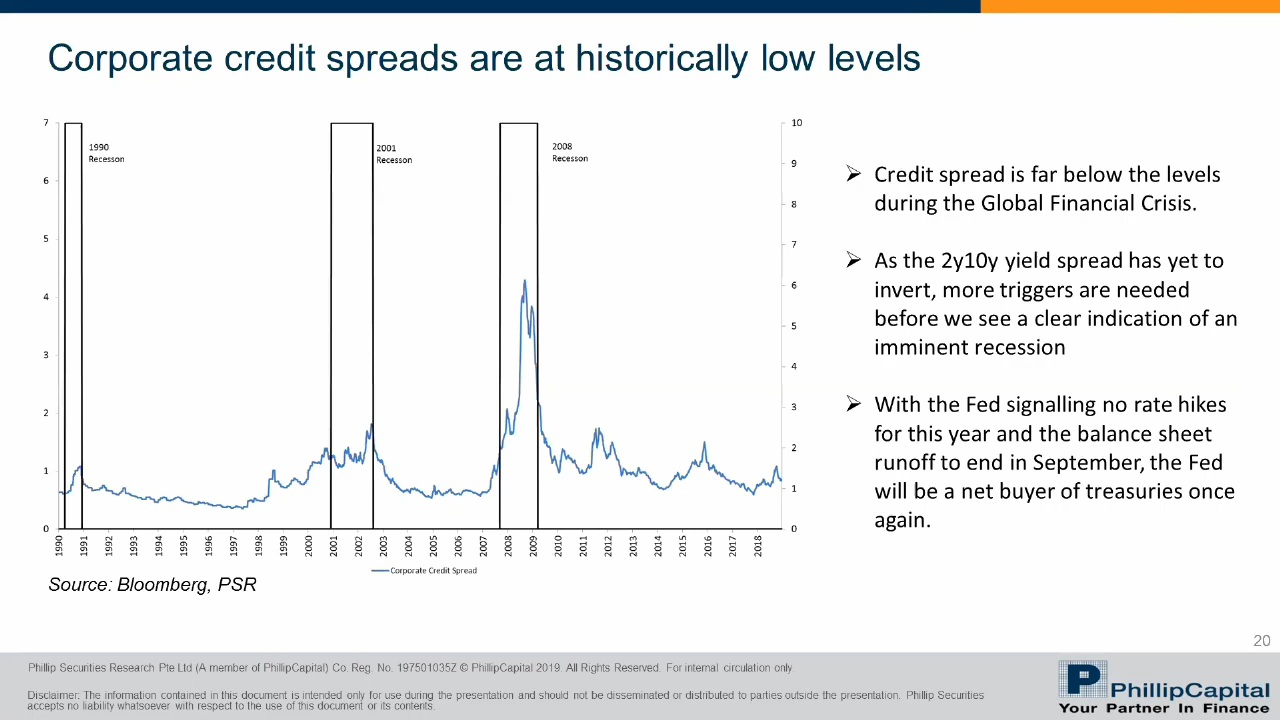 Corporate credit spreads are at historically low levels
7
6
5
4
3
2
1
0
10
9
8
7
6
5
4
3
2
1
0
1990
Recesson
2001
Recesson
2008
Recesson
1990
1991
1992
1993
1994
1995
1996
1997
1998
1999
2000
2001
2002
2003
2004
2005
2006
2007
2008
2009
2010
2011
2012
2013
2014
2015
2016
2017
2018
Corporate Credit Spread
Source: Bloomberg, PSR
➢ Credit spread is far below the levels
during the Global Financial Crisis.
➢ As the 2y10y yield spread has yet to
invert, more triggers are needed
before we see a clear indication of an
imminent recession
➢ With the Fed signalling no rate hikes
for this year and the balance sheet
runoff to end in September, the Fed
will be a net buyer of treasuries once
again.
20
Phillip Securities Research Pte Ltd (A member of PhillipCapital) Co. Reg. No. 197501035Z © PhillipCapital 2019. All Rights Reserved. For internal circulation only.
Disclaimer: The information contained in this document is intended only for use during the presentation and should not be disseminated or distributed to parties outside the presentation. Phillip Securities
accepts no liability whatsoever with respect to the use of this document or its contents.
P
PhillipCapital
Your Partner In Finance